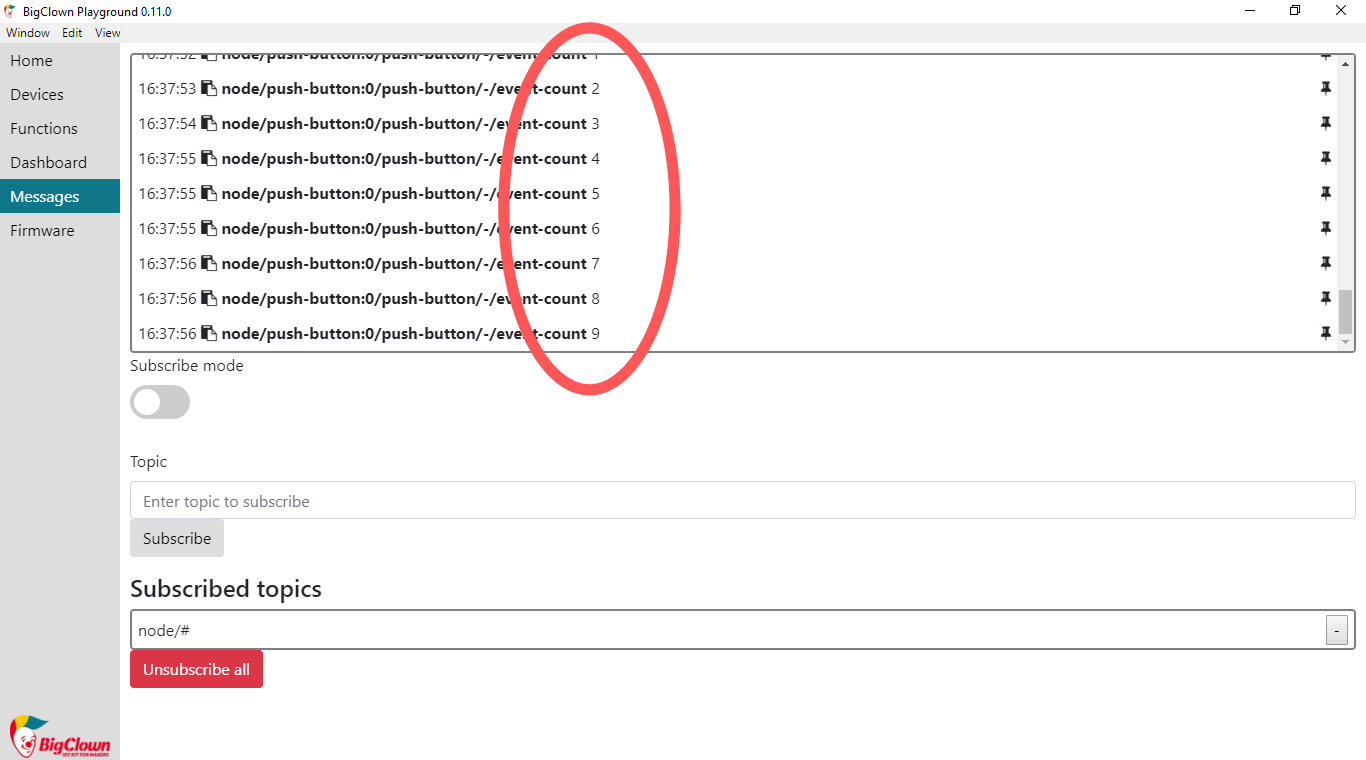 BigClown Playground 0.11.0
Window Edit View
Home
Devices
Functions
Dashboard
Messages
Firmware
16:37:52 node/push-button:0/push-button/-/event-count 1
16:37:53 node/push-button:0/push-button/-/event-count 2
16:37:54 node/push-button:0/push-button/-/event-count 3
16:37:55 node/push-button:0/push-button/-/event-count 4
16:37:55 node/push-button:0/push-button/-/event-count 5
16:37:55 node/push-button:0/push-button/-/event-count 6
16:37:56 node/push-button:0/push-button/-/event-count 7
16:37:56 node/push-button:0/push-button/-/event-count 8
16:37:56 node/push-button:0/push-button/-/event-count 9
Subscribe mode
Topic
Enter topic to subscribe
Subscribe
Subscribed topics
node/#
-
Unsubscribe all
BigClown
IOT KIT FOR MAKERS